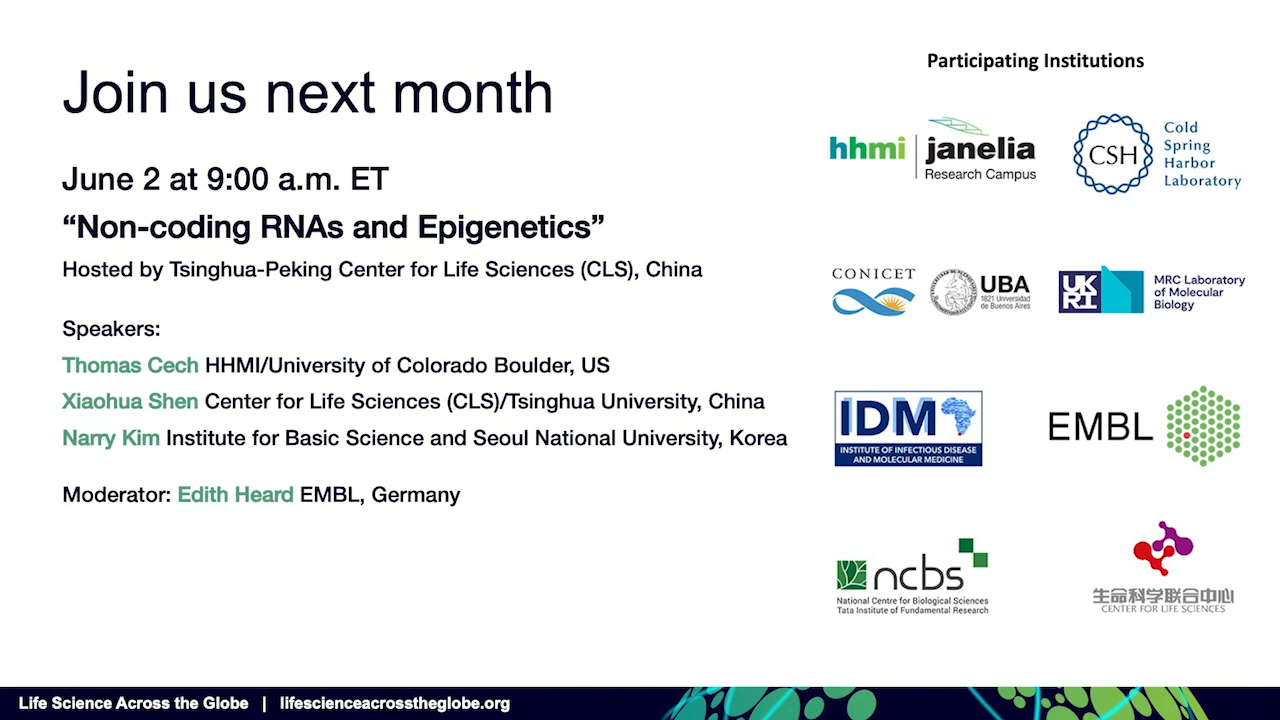 Join us next month
June 2 at 9:00 a.m. ET
“Non-coding RNAs and Epigenetics”
Hosted by Tsinghua-Peking Center for Life Sciences (CLS), China
Speakers:
Thomas Cech HHMI/University of Colorado Boulder, US
Xiaohua Shen Center for Life Sciences (CLS)/Tsinghua University, China
Narry Kim Institute for Basic Science and Seoul National University, Korea
Moderator: Edith Heard EMBL, Germany
Participating Institutions
hhmi janelia
Research Campus
CSH
Cold
Spring
Harbor
Laboratory
CONICET
UBA
1821 Universidad
de Buenos Aires
UK
RI
MRC Laboratory
of Molecular
Biology
IDM
INSTITUTE OF INFECTIOUS DISEASE
AND MOLECULAR MEDICINE
EMBL
ncbs
National Centre for Biological Sciences
Tata Institute of Fundamental Research
生命科学联合中心
CENTER FOR LIFE SCIENCES
Life Science Across the Globe | lifescienceacrosstheglobe.org